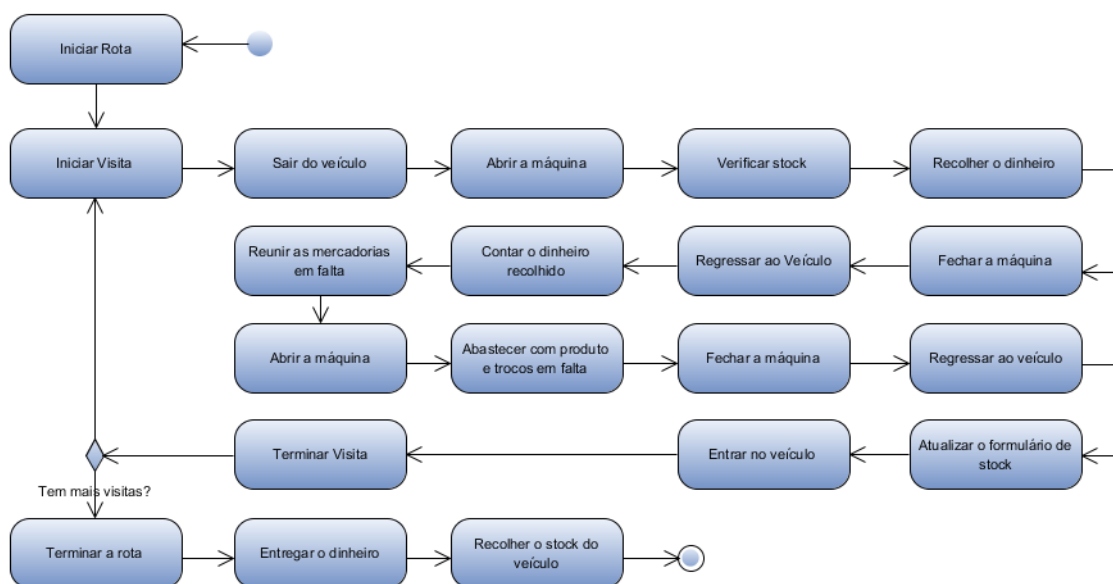 Iniciar Rota
Iniciar Visita
Sair do veículo
Abrir a máquina
Verificar stock
Recolher o dinheiro
Reunir as mercadorias
em falta
Contar o dinheiro
recolhido
Regressar ao Veículo
Fechar a máquina
Abrir a máquina
Abastecer com produto
e trocos em falta
Fechar a máquina
Regressar ao veículo
Terminar Visita
Entrar no veículo
Atualizar o formulário de
stock
Tem mais visitas?
Terminar a rota
Entregar o dinheiro
Recolher o stock do
veículo